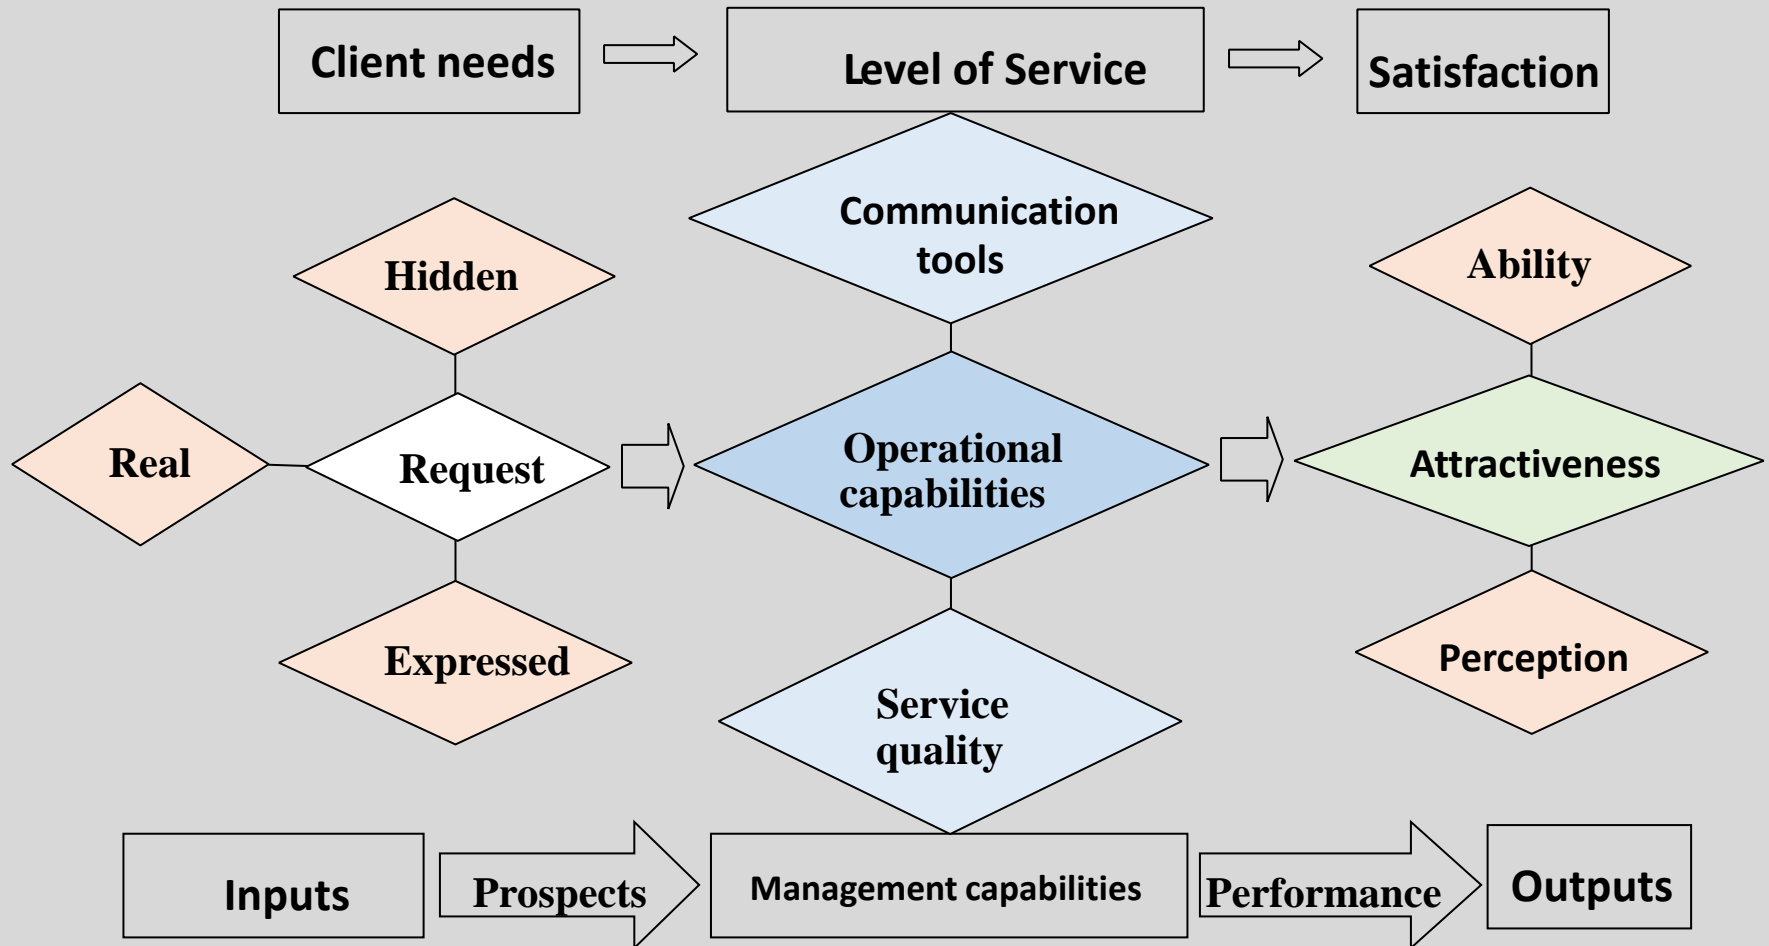 Client needs
Level of Service
Satisfaction
Communication
tools
Hidden
Ability
Real
Request
Operational
capabilities
Attractiveness
Expressed
Perception
Service
quality
Inputs
Prospects
Management capabilities
Performance
Outputs